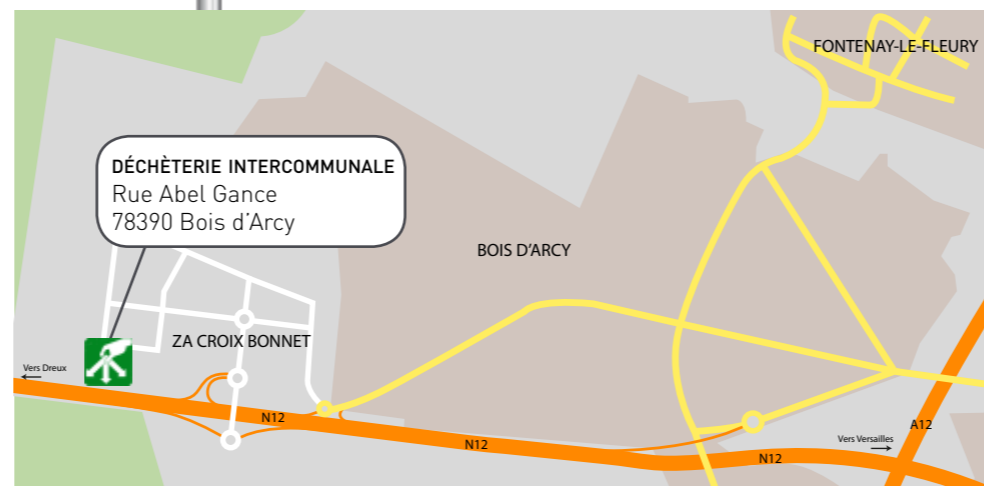 FONTENAY-LE-FLEURY
DÉCHÈTERIE INTERCOMMUNALE
Rue Abel Gance
78390 Bois d'Arcy
BOIS D'ARCY
ZA CROIX BONNET
Vers Dreux
N12
N12
N12
Vers Versailles
A12